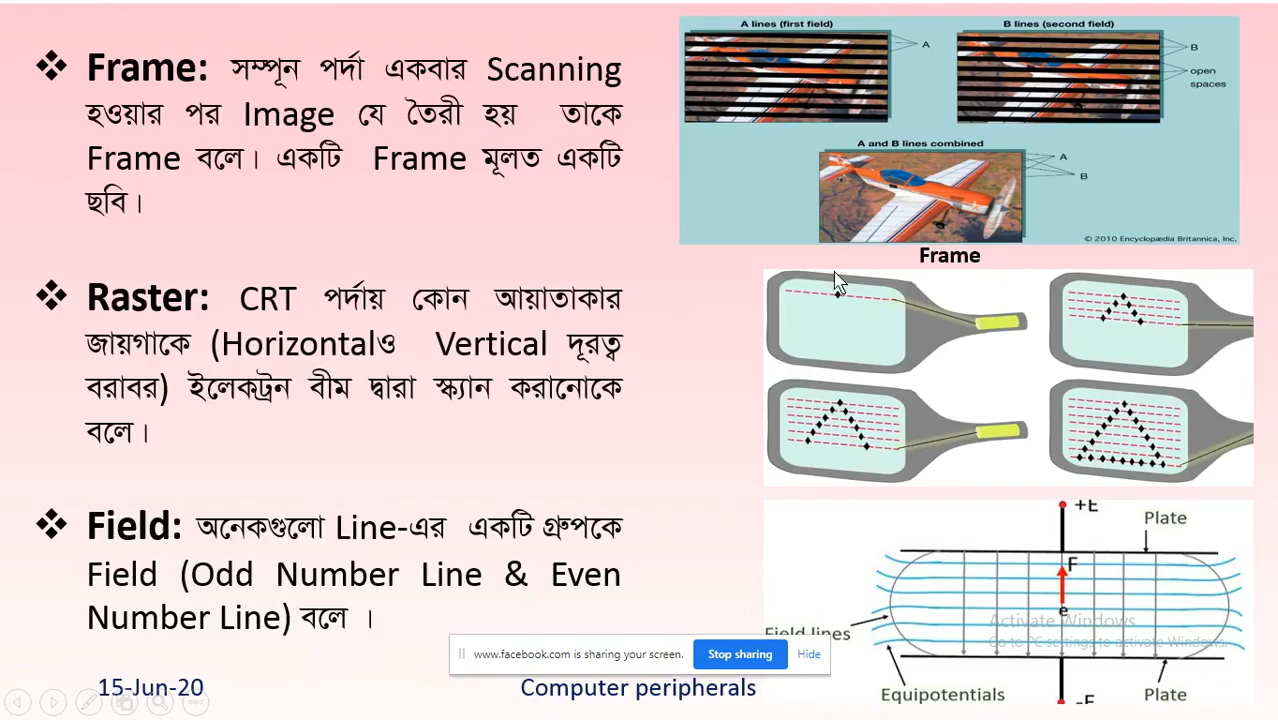 ❖ Frame: সম্পূন পর্দা একবার Scanning
হওয়ার পর Image যে তৈরী হয় তাকে
Frame বলে। একটি Frame মূলত একটি
ছবি।
❖ Raster: CRT পর্দায় কোন আয়াতাকার
জায়গাকে (Horizontalও Vertical দূরত্ব
বরাবর) ইলেকট্রন বীম দ্বারা স্ক্যান করানোকে
বলে।
❖ Field: অনেকগুলো Line-এর একটি গ্রুপকে
Field (Odd Number Line & Even
Number Line) বলে ।
A lines (first field)
A
B lines (second field)
B
open
spaces
A and B lines combined
A
B
© 2010 Encyclopædia Britannica, Inc.
Frame
+E
Plate
F
e
Field lines
Equipotentials
Plate
-E
Activate Windows
Go to PC settings to activate Windows.
www.facebook.com is sharing your screen.
Stop sharing
Hide
15-Jun-20
Computer peripherals